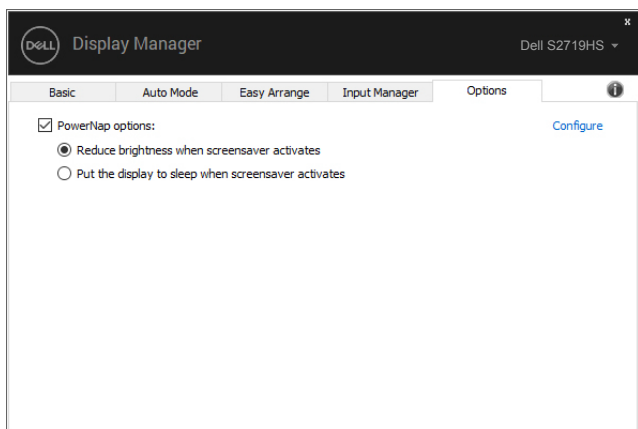 x
DELL Display Manager Dell S2719HS
Basic Auto Mode Easy Arrange Input Manager Options i
PowerNap options: Configure
Reduce brightness when screensaver activates
Put the display to sleep when screensaver activates